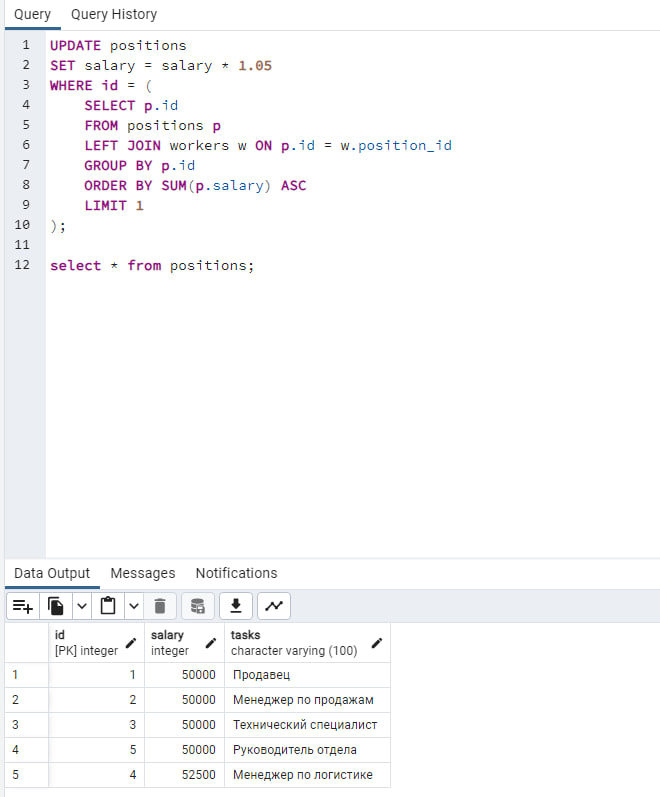 Query Query History
1 UPDATE positions
2 SET salary = salary * 1.05
3 WHERE id = (
4 SELECT p.id
5 FROM positions p
6 LEFT JOIN workers w ON p.id = w.position_id
7 GROUP BY p.id
8 ORDER BY SUM(p.salary) ASC
9 LIMIT 1
10 );
11
12 select * from positions;
Data Output Messages Notifications
id salary tasks
[PK] integer integer character varying (100)
1 1 50000 Продавец
2 2 50000 Менеджер по продажам
3 3 50000 Технический специалист
4 5 50000 Руководитель отдела
5 4 52500 Менеджер по логистике